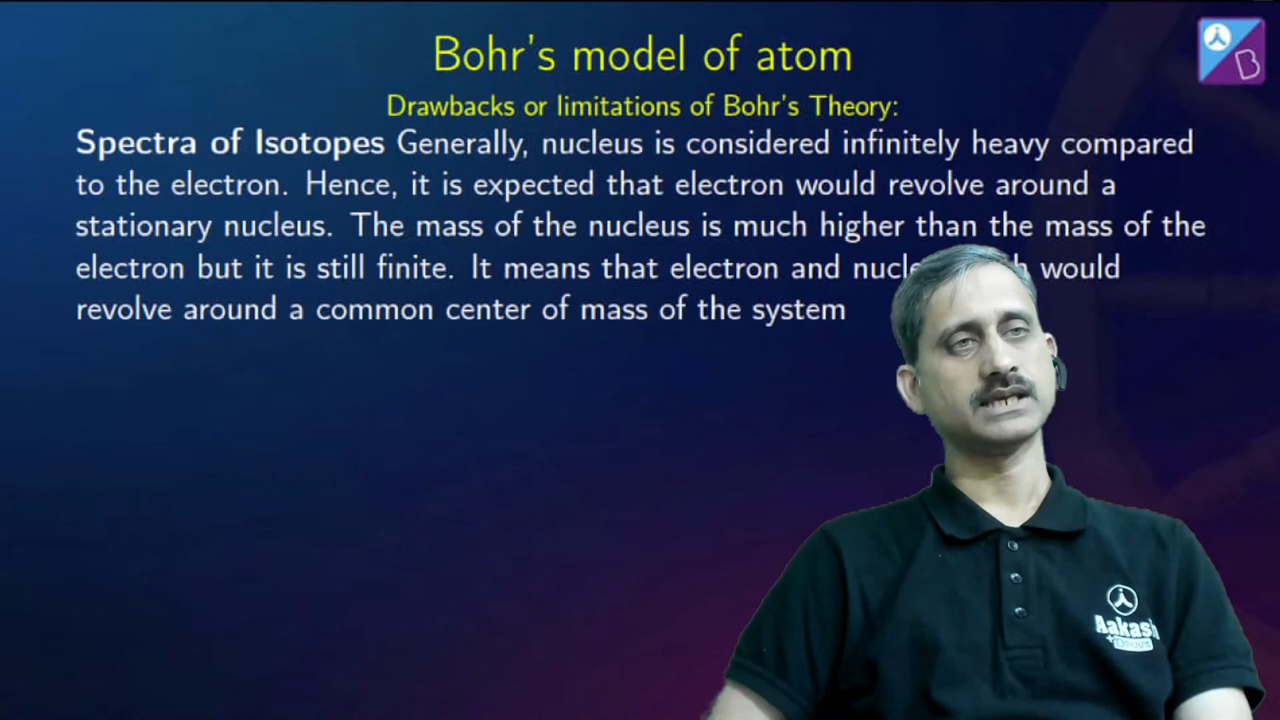 Bohr's model of atom
Drawbacks or limitations of Bohr's Theory:
Spectra of Isotopes Generally, nucleus is considered infinitely heavy compared
to the electron. Hence, it is expected that electron would revolve around a
stationary nucleus. The mass of the nucleus is much higher than the mass of the
electron but it is still finite. It means that electron and would
revolve around a common center of mass of the system
B
Aakash